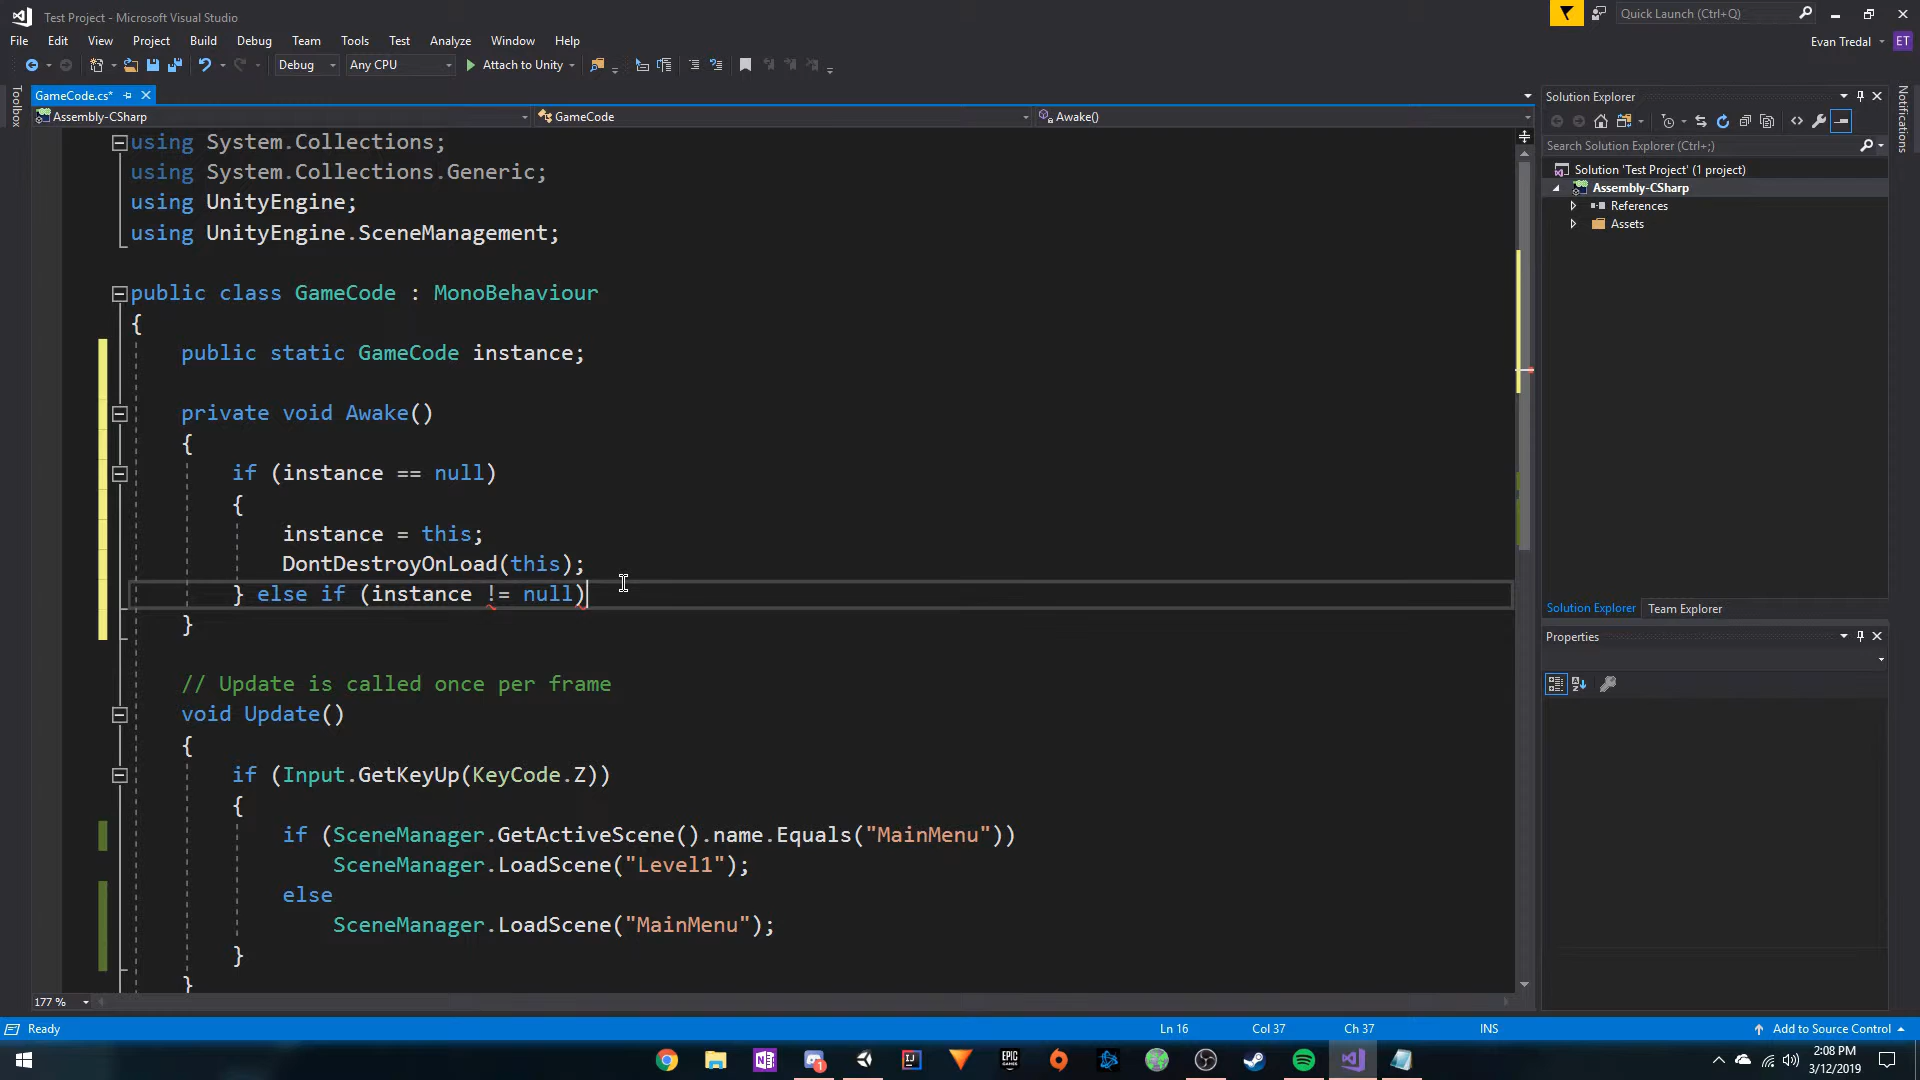 Test Project - Microsoft Visual Studio
Quick Launch (Ctrl+Q)
File Edit View Project Build Debug Team Tools Test Analyze Window Help
Evan Tredal ET
Debug Any CPU Attach to Unity
GameCode.cs*
Assembly-CSharp GameCode Awake()
using System.Collections;
using System.Collections.Generic;
using UnityEngine;
using UnityEngine.SceneManagement;
public class GameCode : MonoBehaviour
{
public static GameCode instance;
private void Awake()
{
if (instance == null)
{
instance = this;
DontDestroyOnLoad(this);
} else if (instance != null)
}
// Update is called once per frame
void Update()
{
if (Input.GetKeyUp(KeyCode.Z))
{
if (SceneManager.GetActiveScene().name.Equals("MainMenu"))
SceneManager.LoadScene("Level1");
else
SceneManager.LoadScene("MainMenu");
}
}
177 %
Toolbox
Solution Explorer
Search Solution Explorer (Ctrl+;)
Solution 'Test Project' (1 project)
Assembly-CSharp
References
Assets
Solution Explorer Team Explorer
Properties
Notifications
Ready Ln 16 Col 37 Ch 37 INS Add to Source Control
EPIC GAMES
2:08 PM
3/12/2019